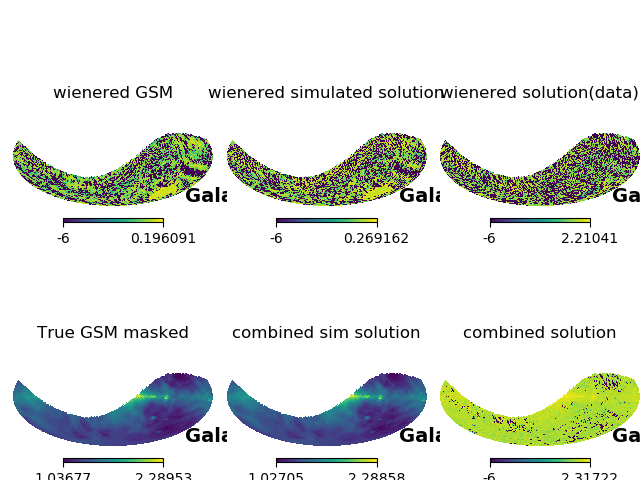 wienered GSM
wienered simulated solution
wienered solution(data)
Gala
Gala
Ga
-6 0.196091
-6 0.269162
-6 2.21041
True GSM masked
combined sim solution
combined solution
Gala
Gala
Ga
1.03677 2.28953
1.02705 2.28858
-6 2.31722